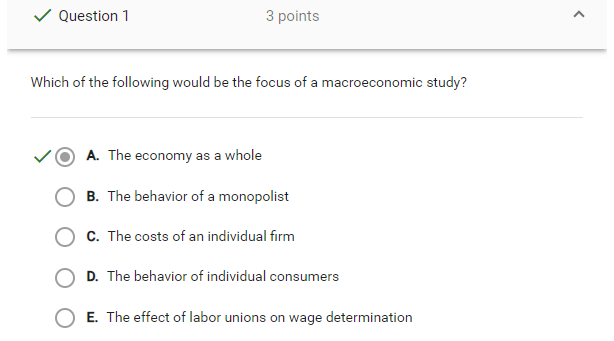 Question 1 3 points
Which of the following would be the focus of a macroeconomic study?
A. The economy as a whole
B. The behavior of a monopolist
C. The costs of an individual firm
D. The behavior of individual consumers
E. The effect of labor unions on wage determination